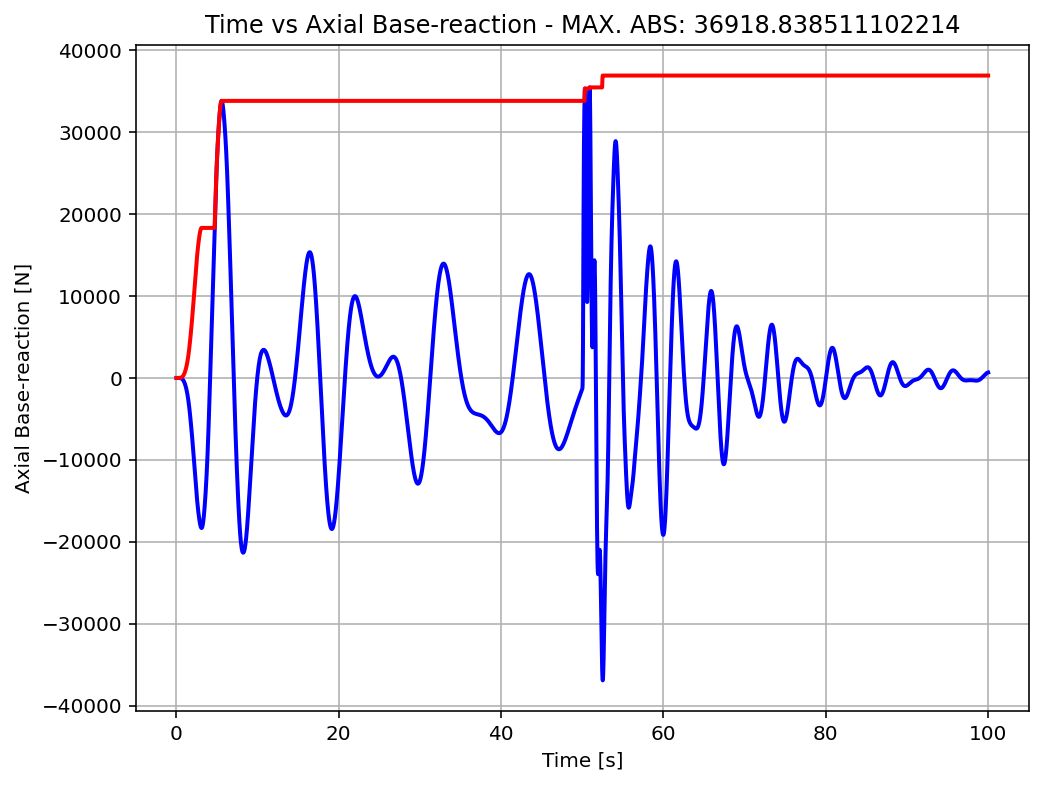 Time vs Axial Base-reaction - MAX. ABS: 36918.838511102214
40000
30000
20000
10000
0
−10000
−20000
−30000
−40000
Axial Base-reaction [N]
0 20 40 60 80 100
Time [s]